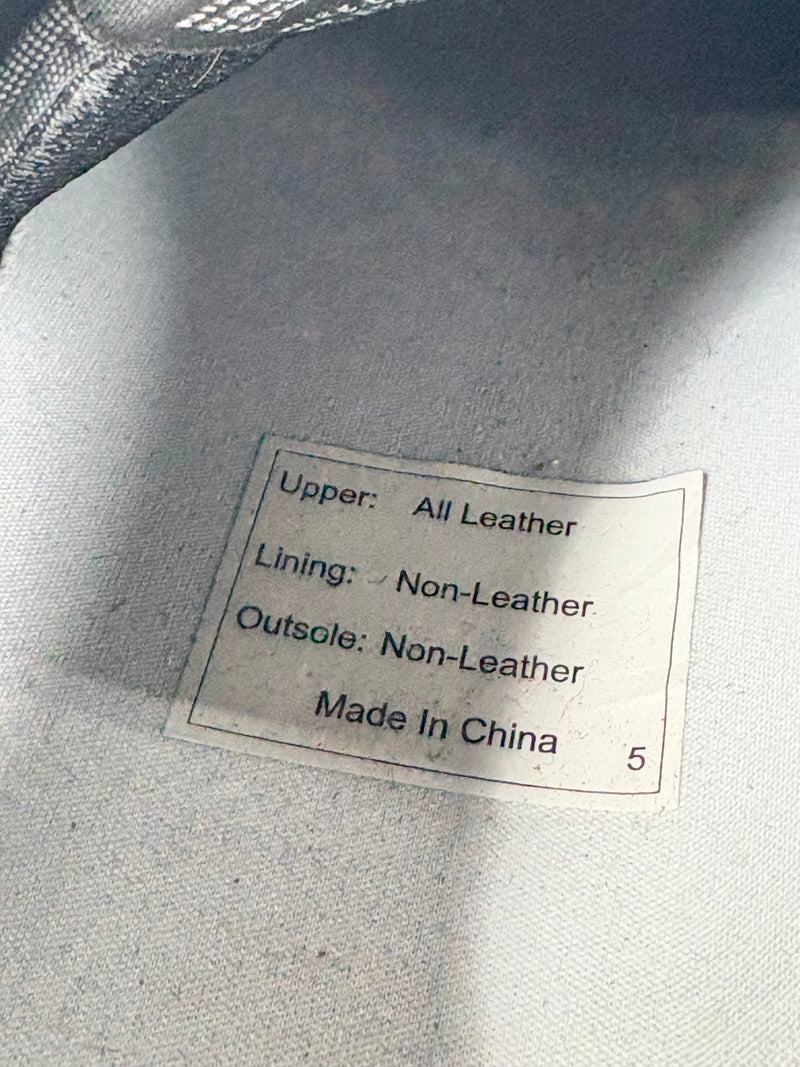 Upper: All Leather
Lining: Non-Leather
Outsole: Non-Leather
Made In China 5